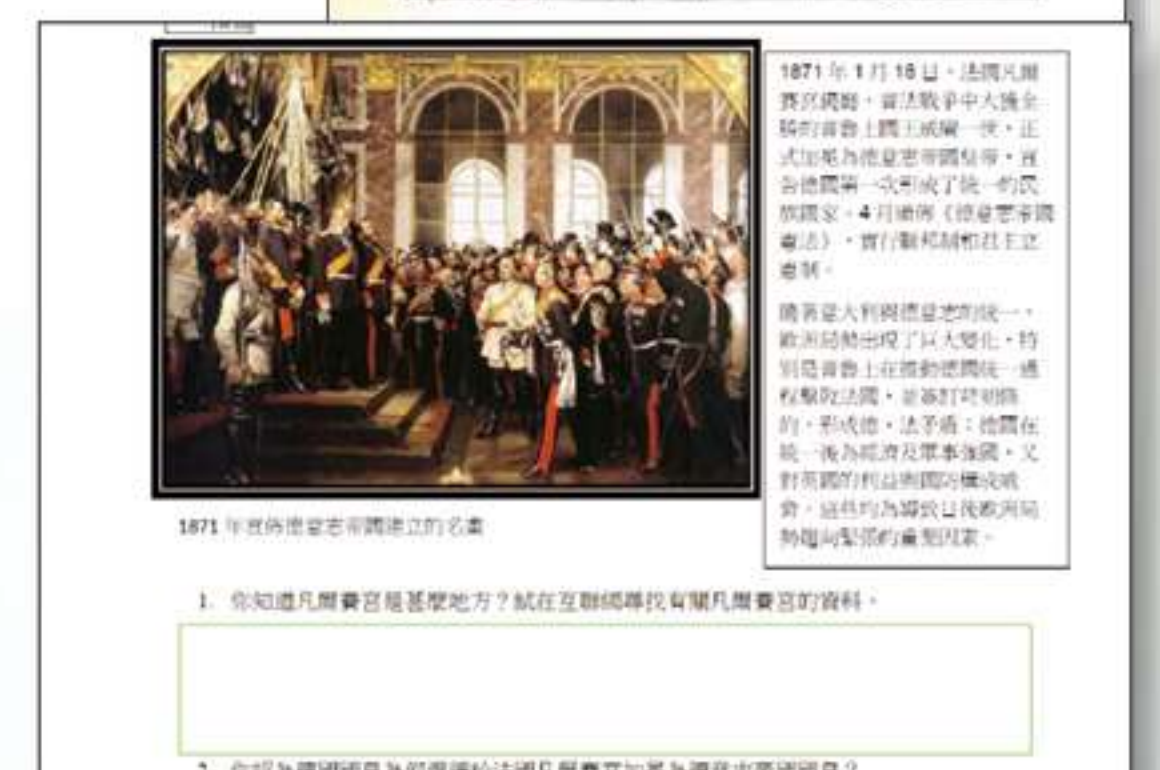 1871 年 1 月 18 日，法國凡爾
賽宮鏡廳，普法戰爭中大獲全
勝的普魯士國王威廉一世，正
式加冕為德意志帝國皇帝，宣
告德國第一次形成了統一的民
族國家。4 月頒佈《德意志帝國
憲法》，實行聯邦制和君主立
憲制。
隨著意大利與德意志的統一，
歐洲局勢出現了巨大變化，特
別是普魯士在推動德國統一過
程擊敗法國，並簽訂
約，形成德、法矛盾；德國在
統一後為經濟及軍事強國，又
對英國的利益與國防構成威
脅，這些均為導致日後歐洲局
勢趨向緊張的重要因素。
1871 年宣佈德意志帝國建立的名畫
1. 你知道凡爾賽宮是甚麼地方？試在互聯網尋找有關凡爾賽宮的資料。